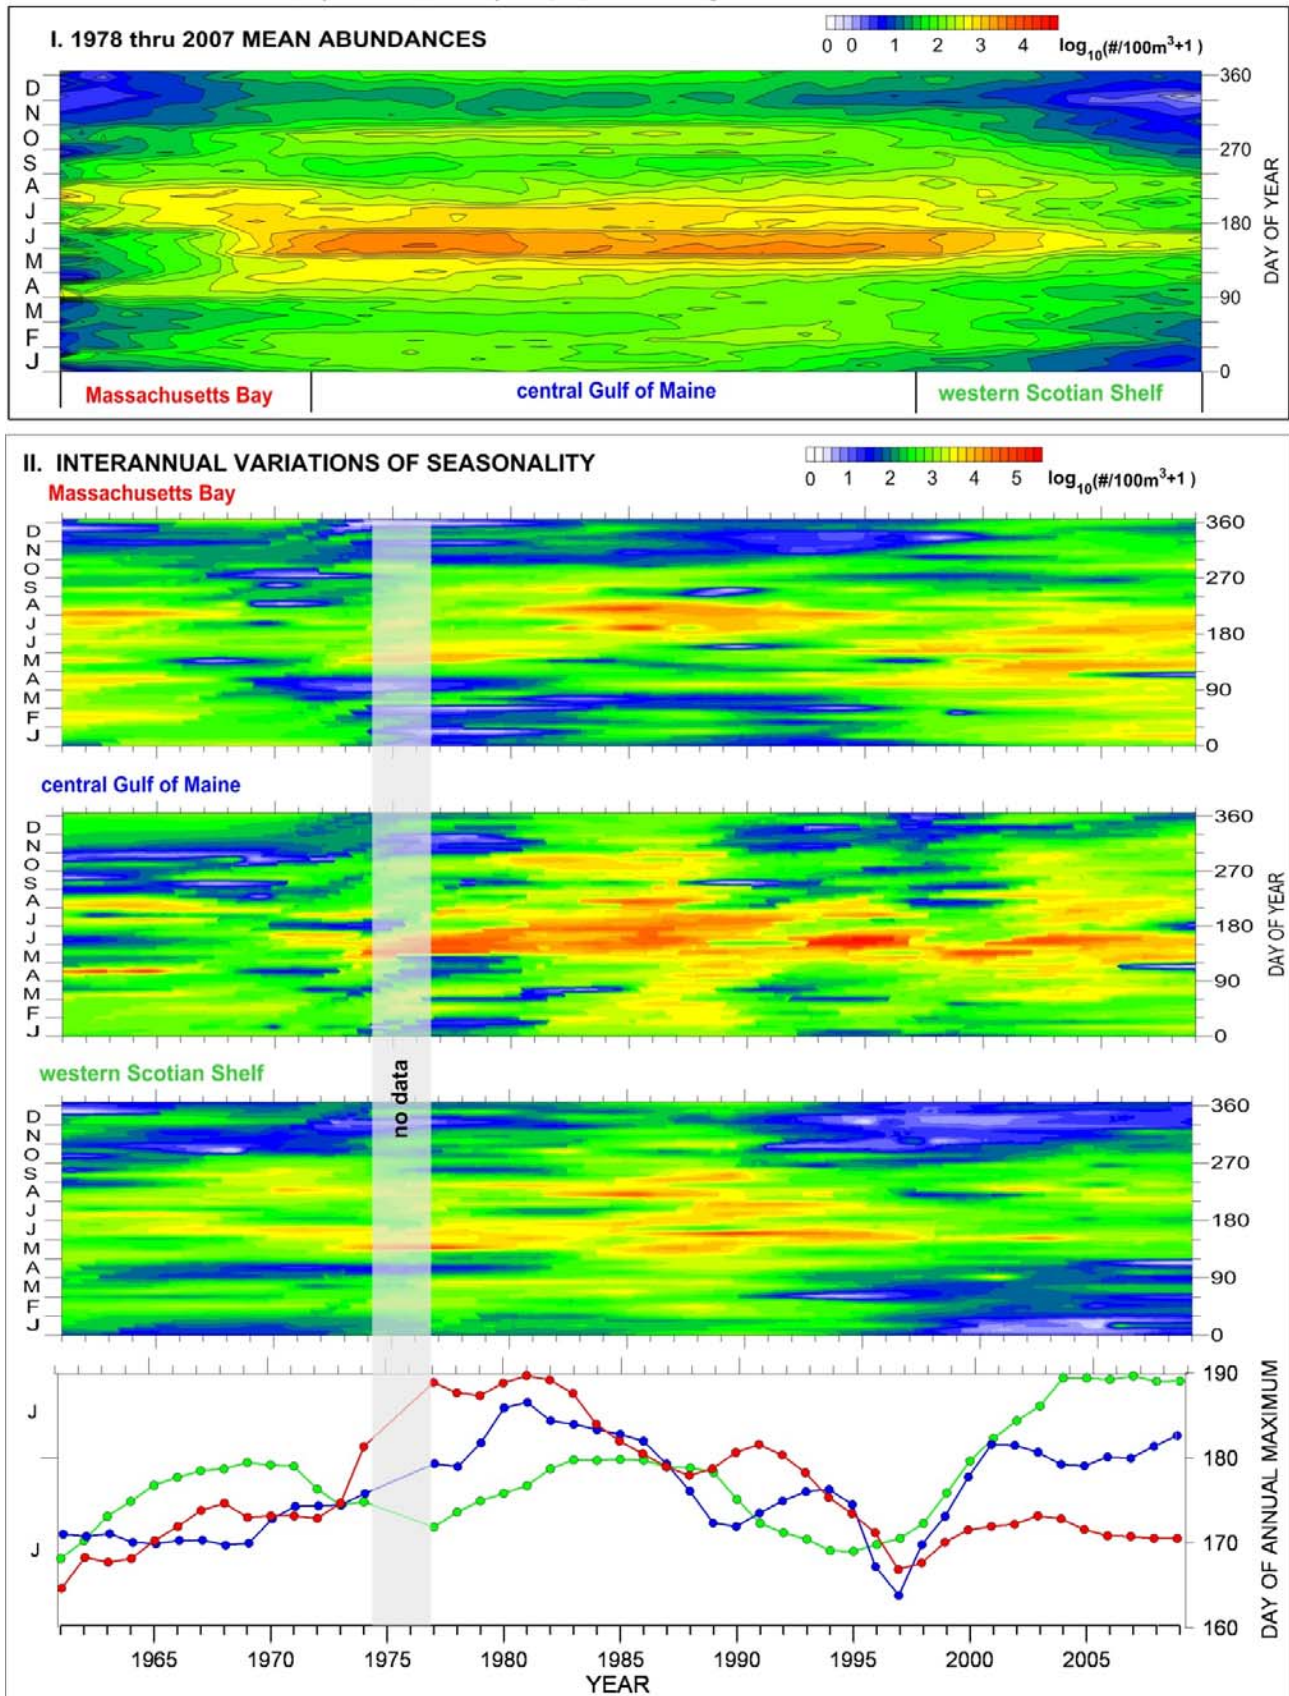 I. 1978 thru 2007 MEAN ABUNDANCES
0 0 1 2 3 4 log10(#/100m3+1)
D
N
O
S
A
J
J
M
A
M
F
J
360
270
180
90
0
DAY OF YEAR
Massachusetts Bay central Gulf of Maine western Scotian Shelf
II. INTERANNUAL VARIATIONS OF SEASONALITY
0 1 2 3 4 5 log10(#/100m3+1)
Massachusetts Bay
D
N
O
S
A
J
J
M
A
M
F
J
360
270
180
90
0
central Gulf of Maine
D
N
O
S
A
J
J
M
A
M
F
J
360
270
180
90
0
DAY OF YEAR
western Scotian Shelf
no data
D
N
O
S
A
J
J
M
A
M
F
J
360
270
180
90
0
J
J
190
180
170
160
DAY OF ANNUAL MAXIMUM
1965 1970 1975 1980 1985 1990 1995 2000 2005
YEAR